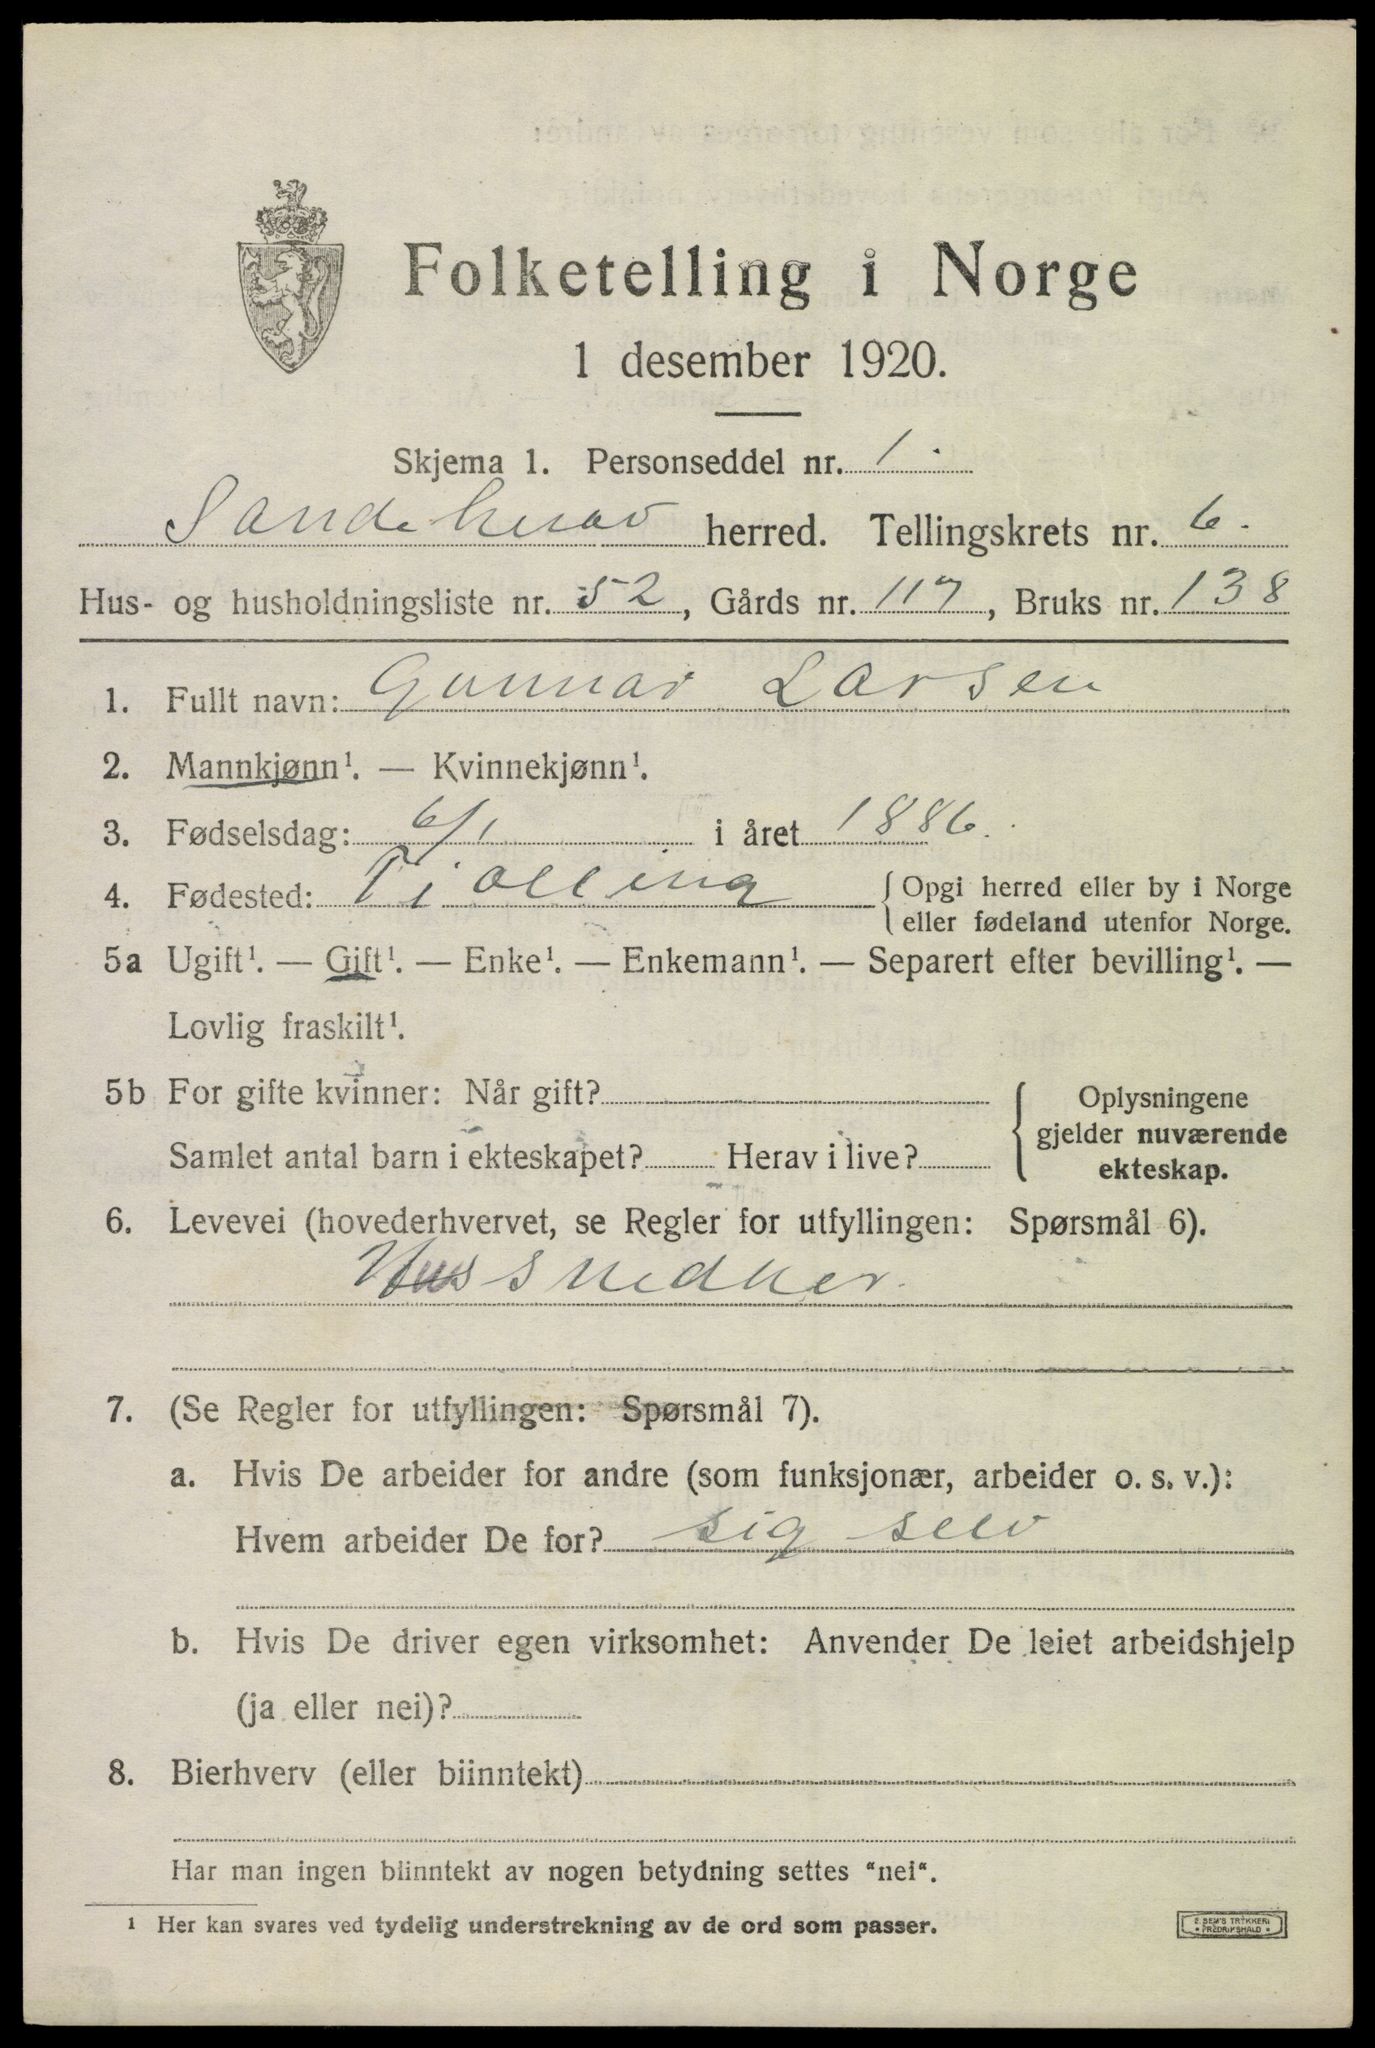 Folketelling i Norge
1 desember 1920.
Skjema 1. Personseddel nr. 1.
Sandeherav herred. Tellingskrets nr. 6.
Hus- og husholdningsliste nr. 52, Gårds nr. 117, Bruks nr. 138
1. Fullt navn: Gunnar Larsen
2. Mannkjønn¹. — Kvinnekjønn¹.
3. Fødselsdag: 6/1 i året 1886.
4. Fødested: Tjølling { Opgi herred eller by i Norge
eller fødeland utenfor Norge.
5a Ugift¹. — Gift¹. — Enke¹. — Enkemann¹. — Separert efter bevilling¹. —
Lovlig fraskilt¹.
5b For gifte kvinner: Når gift? { Oplysningene
gjelder nuværende
Samlet antal barn i ekteskapet? Herav i live?
ekteskap.
6. Levevei (hovederhvervet, se Regler for utfyllingen: Spørsmål 6).
Hussnedker.
7. (Se Regler for utfyllingen: Spørsmål 7).
a. Hvis De arbeider for andre (som funksjonær, arbeider o. s. v.):
Hvem arbeider De for? sig selv
b. Hvis De driver egen virksomhet: Anvender De leiet arbeidshjelp
(ja eller nei)?
8. Bierhverv (eller biinntekt)
Har man ingen biinntekt av nogen betydning settes "nei".
¹ Her kan svares ved tydelig understrekning av de ord som passer.
E. SEM'S TRYKKERI
* FREDRIKSHALD *